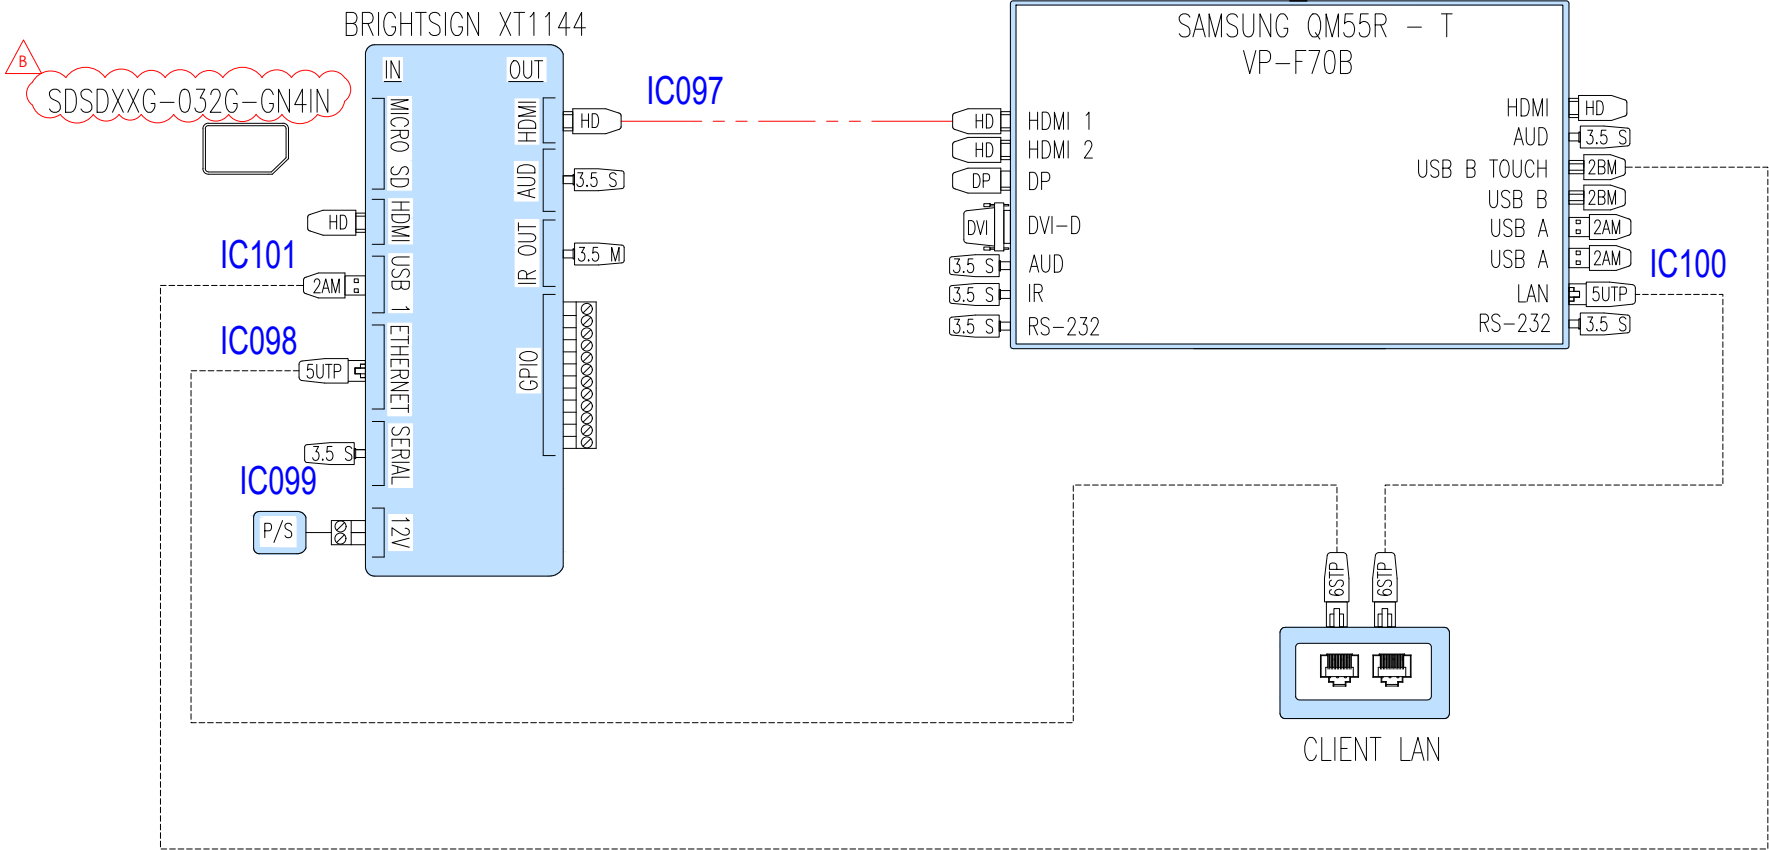 BRIGHTSIGN XT1144
B
SDSDXXG-032G-GN4IN
IN
OUT
MICRO SD
HDMI
USB 1
ETHERNET
SERIAL
12V
HDMI
AUD
IR OUT
GPIO
HD
IC101
2AM
IC098
5UTP
3.5 S
IC099
P/S
HD
3.5 S
3.5 M
IC097
SAMSUNG QM55R - T
VP-F70B
HD HDMI 1
HD HDMI 2
DP DP
DVI DVI-D
3.5 S AUD
3.5 S IR
3.5 S RS-232
HDMI HD
AUD 3.5 S
USB B TOUCH 2BM
USB B 2BM
USB A 2AM
USB A 2AM
IC100
LAN 5UTP
RS-232 3.5 S
6STP
6STP
CLIENT LAN